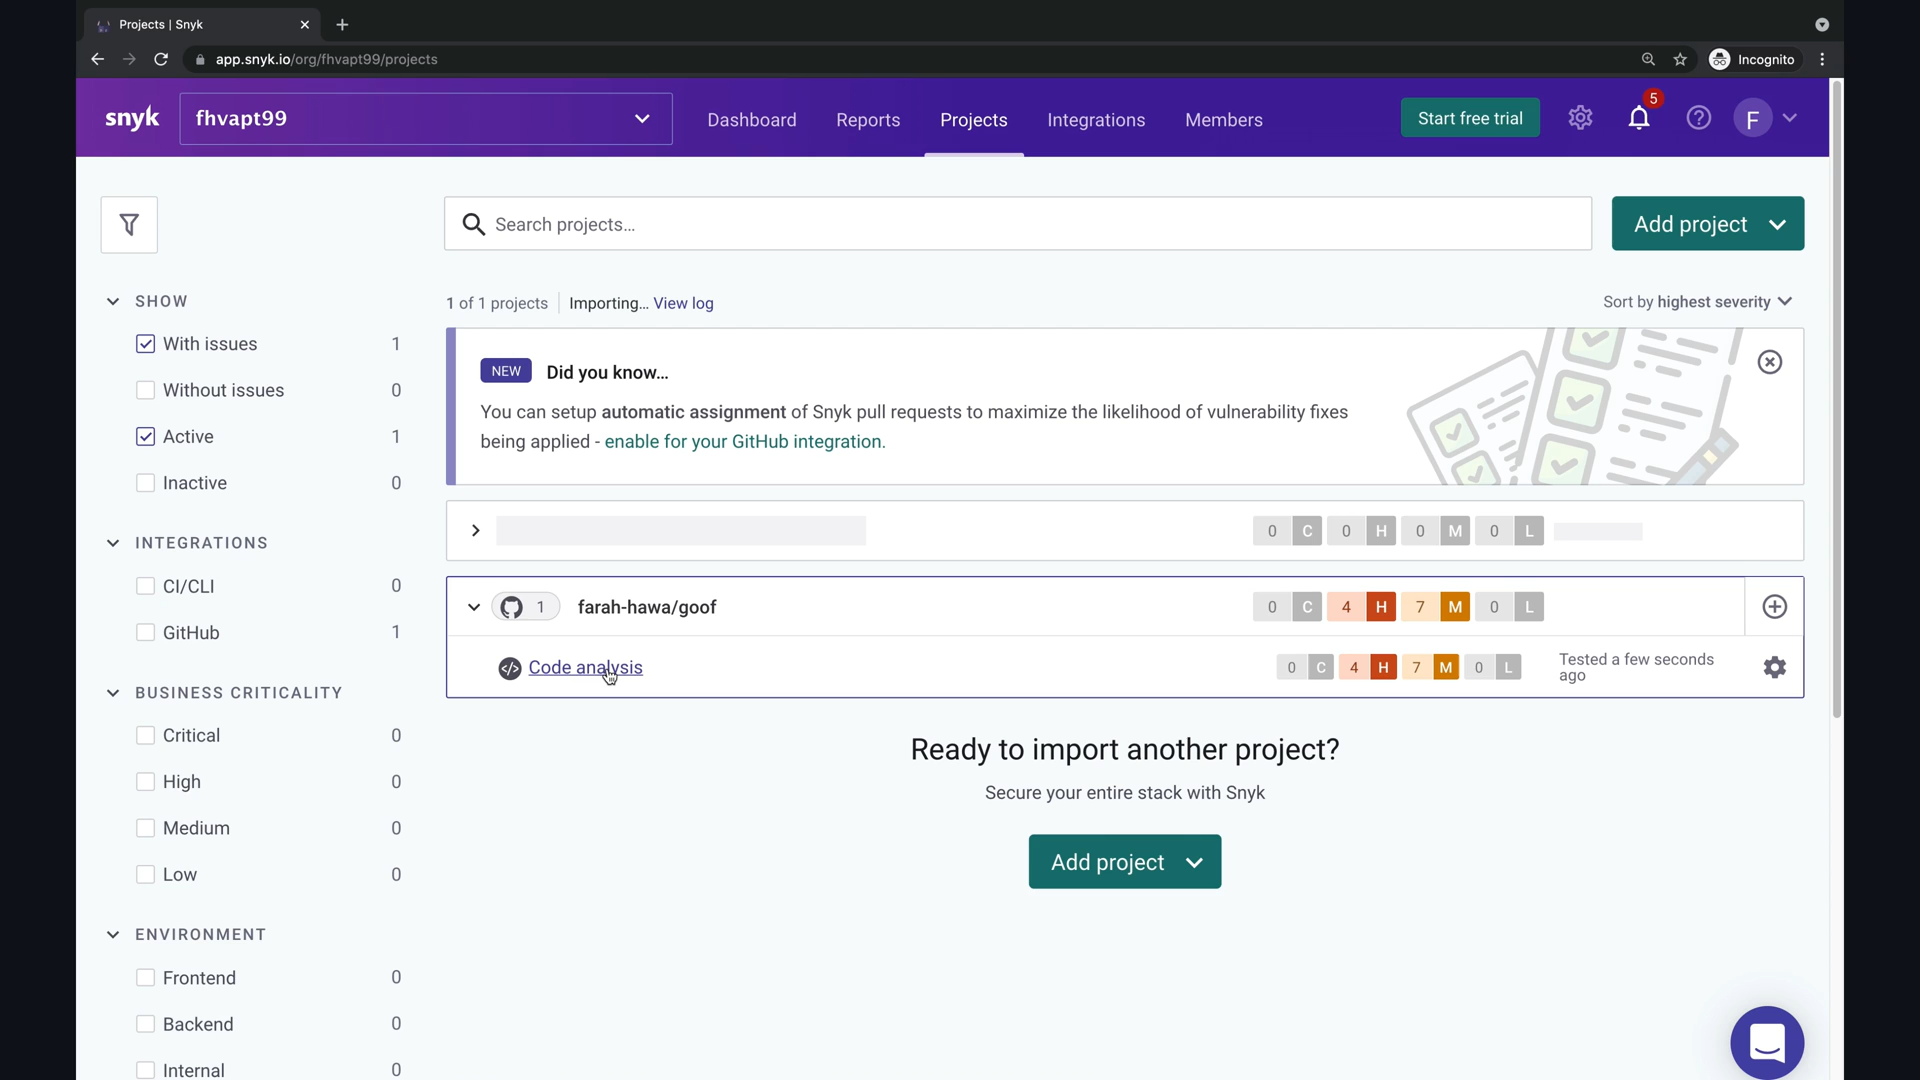 Projects | Snyk
app.snyk.io/org/fhvapt99/projects
Incognito
snyk
fhvapt99
Dashboard
Reports
Projects
Integrations
Members
Start free trial
5
F
Search projects...
Add project
SHOW
With issues 1
Without issues 0
Active 1
Inactive 0
INTEGRATIONS
CI/CLI 0
GitHub 1
BUSINESS CRITICALITY
Critical 0
High 0
Medium 0
Low 0
ENVIRONMENT
Frontend 0
Backend 0
Internal 0
1 of 1 projects
Importing... View log
Sort by highest severity
NEW
Did you know...
You can setup automatic assignment of Snyk pull requests to maximize the likelihood of vulnerability fixes
being applied - enable for your GitHub integration.
0 C 0 H 0 M 0 L
1
farah-hawa/goof
0 C 4 H 7 M 0 L
Code analysis
0 C 4 H 7 M 0 L
Tested a few seconds
ago
Ready to import another project?
Secure your entire stack with Snyk
Add project